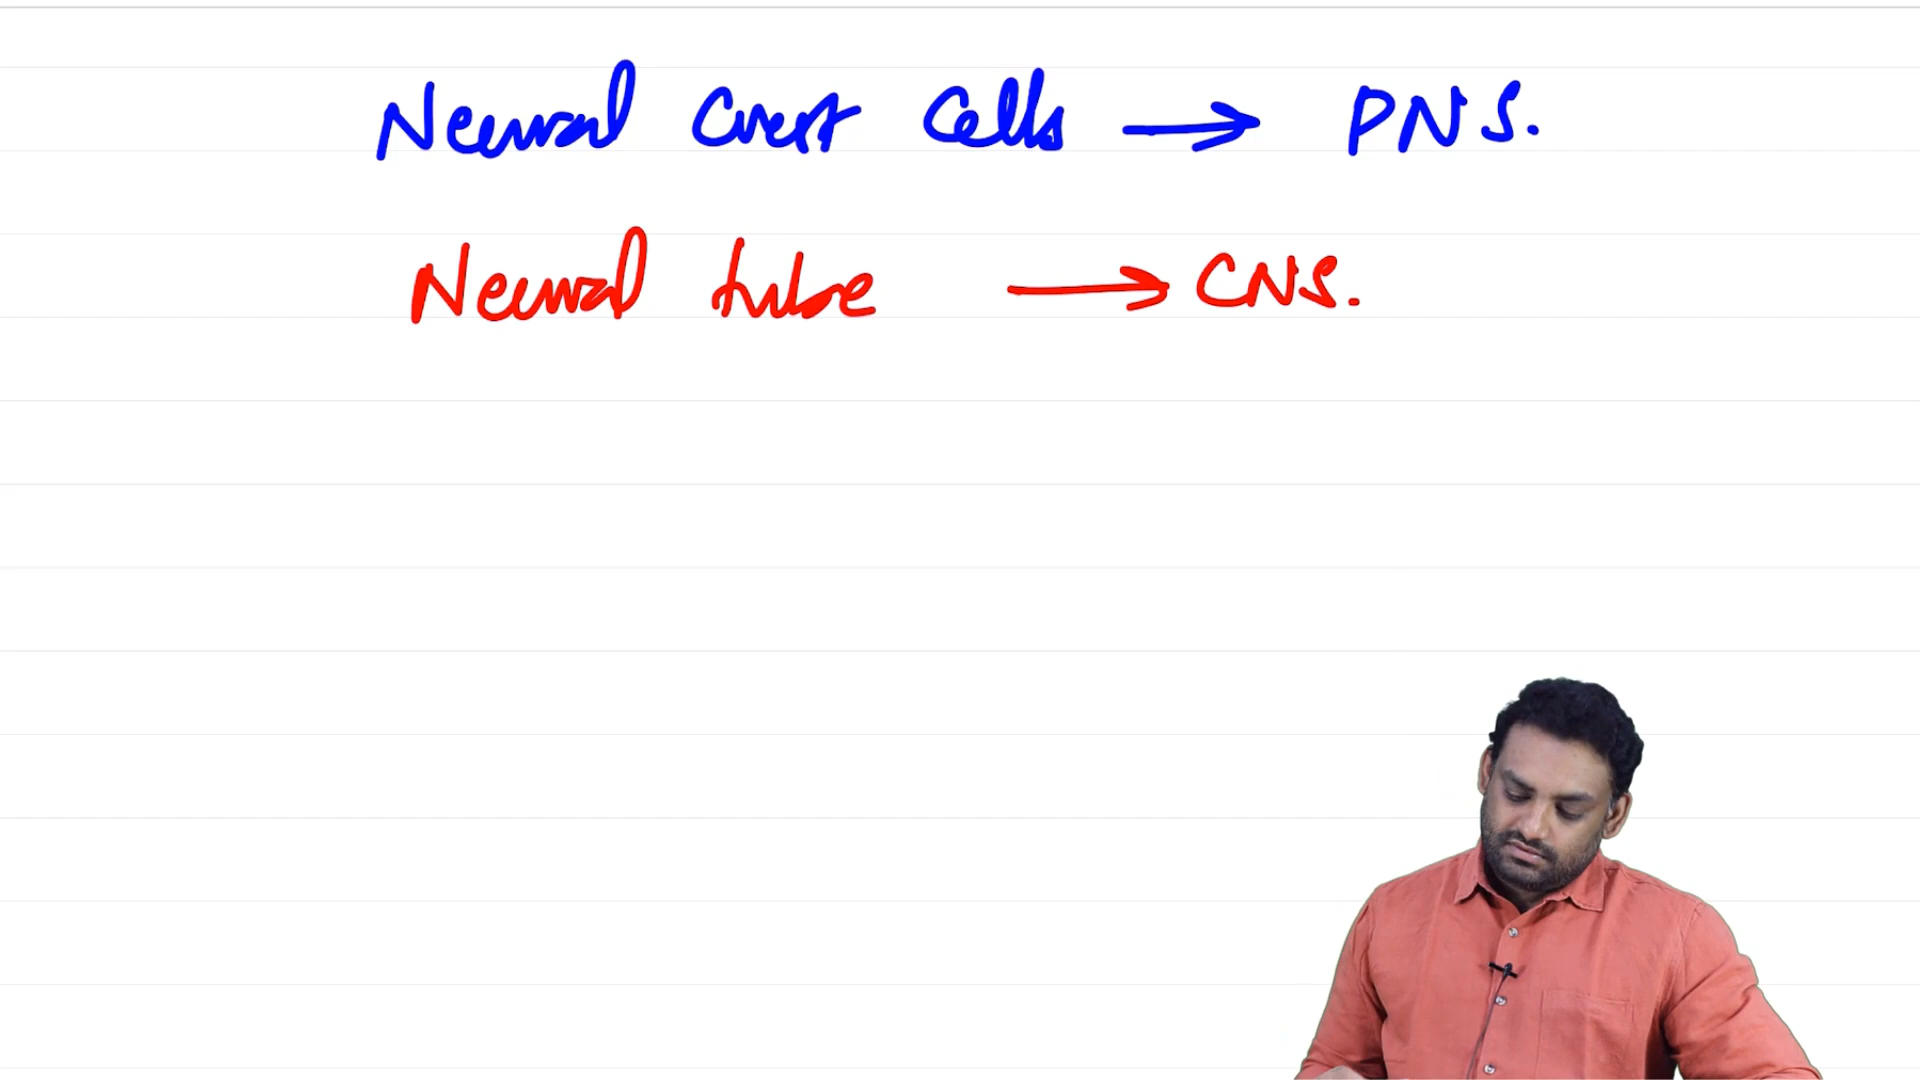 Neural Crest Cells → PNS.
Neural tube → CNS.